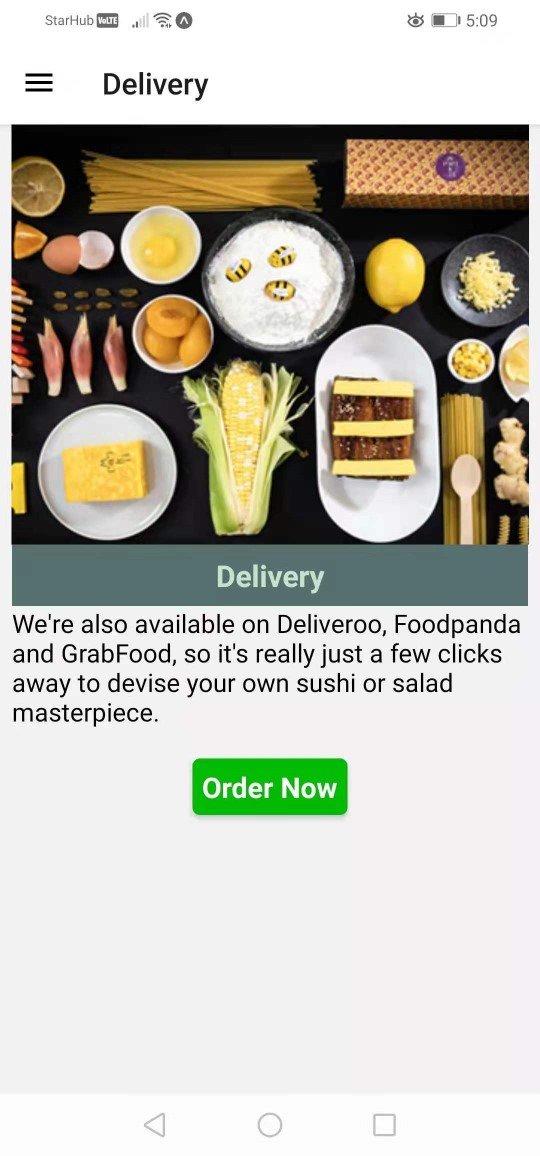 StarHub VoLTE 5:09
Delivery
Delivery
We're also available on Deliveroo, Foodpanda
and GrabFood, so it's really just a few clicks
away to devise your own sushi or salad
masterpiece.
Order Now